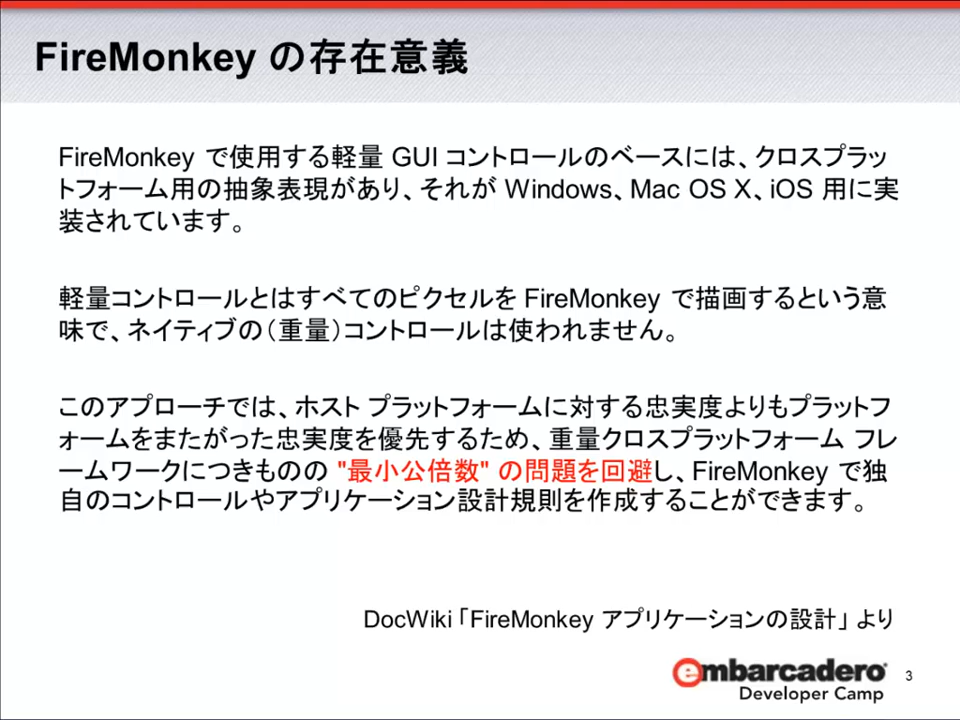 FireMonkey の存在意義
FireMonkey で使用する軽量 GUI コントロールのベースには、クロスプラッ
トフォーム用の抽象表現があり、それが Windows、Mac OS X、iOS 用に実
装されています。
軽量コントロールとはすべてのピクセルを FireMonkey で描画するという意
味で、ネイティブの（重量）コントロールは使われません。
このアプローチでは、ホスト プラットフォームに対する忠実度よりもプラットフ
ォームをまたがった忠実度を優先するため、重量クロスプラットフォーム フレ
ームワークにつきものの "最小公倍数" の問題を回避し、FireMonkey で独
自のコントロールやアプリケーション設計規則を作成することができます。
DocWiki「FireMonkey アプリケーションの設計」より
embarcadero
Developer Camp
3